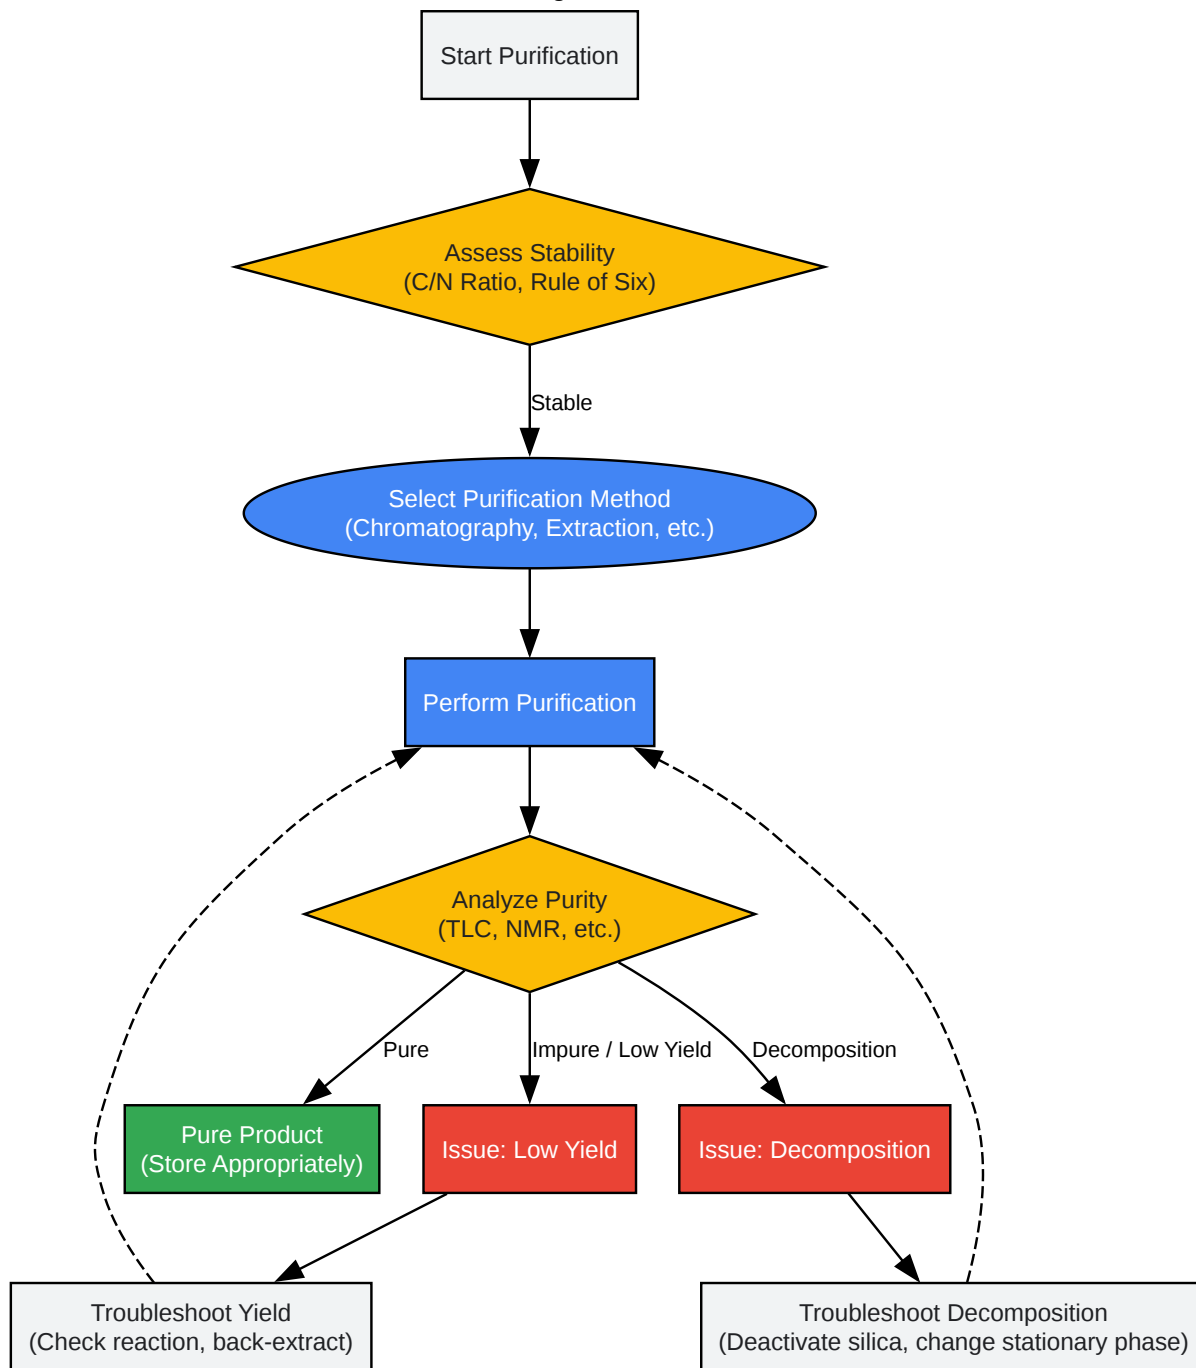 Start Purification
Assess Stability
(C/N Ratio, Rule of Six)
Stable
Select Purification Method
(Chromatography, Extraction, etc.)
Perform Purification
Analyze Purity
(TLC, NMR, etc.)
Pure
Impure / Low Yield
Decomposition
Pure Product
(Store Appropriately)
Issue: Low Yield
Issue: Decomposition
Troubleshoot Yield
(Check reaction, back-extract)
Troubleshoot Decomposition
(Deactivate silica, change stationary phase)